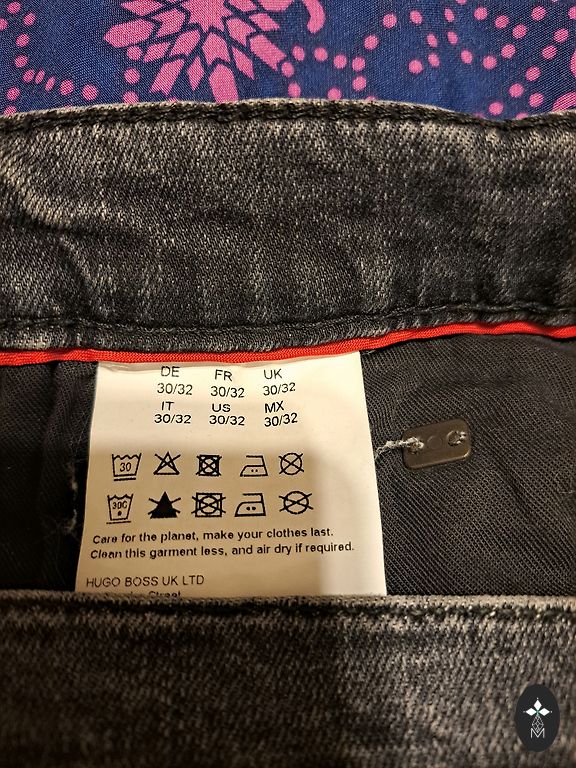 DE FR UK
30/32 30/32 30/32
IT US MX
30/32 30/32 30/32
30
30C
Care for the planet, make your clothes last.
Clean this garment less, and air dry if required.
HUGO BOSS UK LTD
Street
M